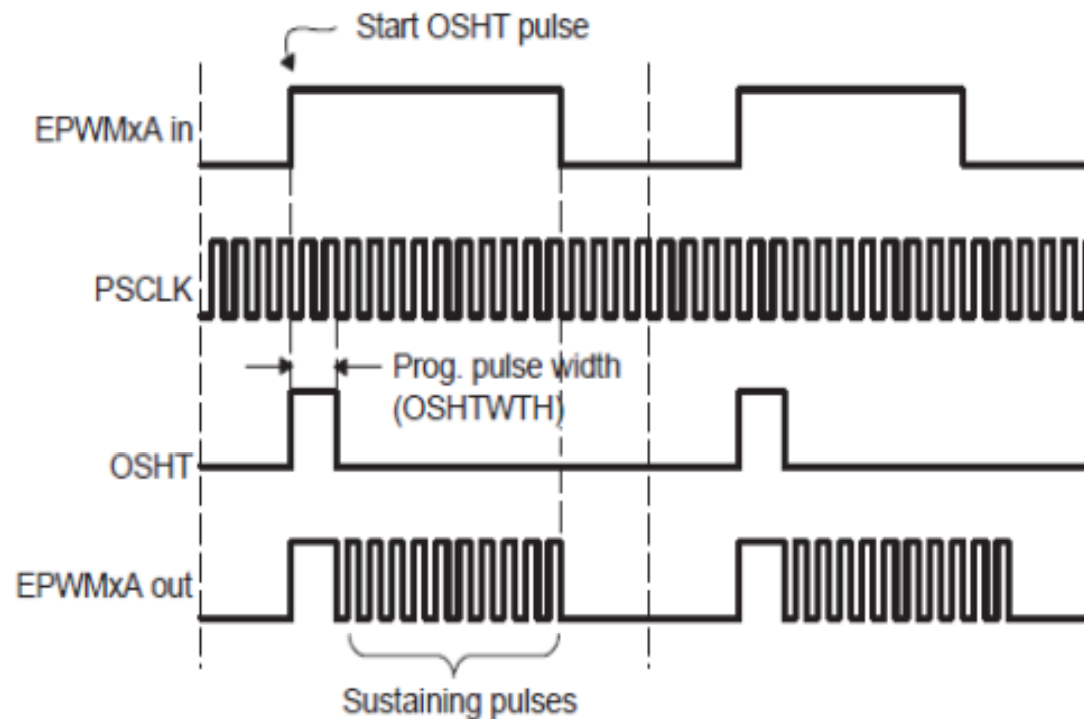 Start OSHT pulse
EPWMxA in
PSCLK
Prog. pulse width
(OSHTWTH)
OSHT
EPWMxA out
Sustaining pulses